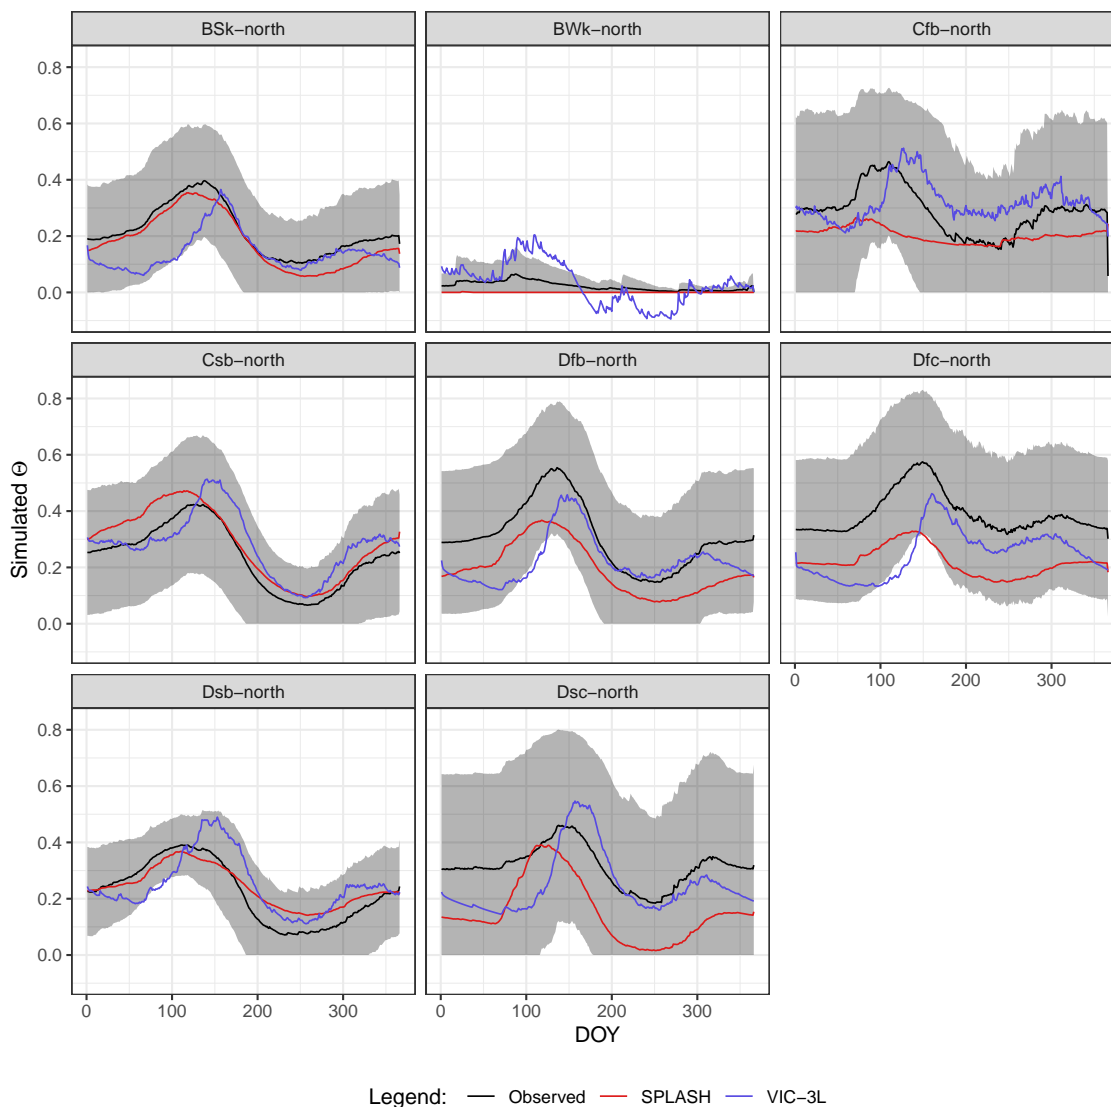 BSk−north BWk−north Cfb−north
0.8
0.6
0.4
0.2
0.0
Csb−north Dfb−north Dfc−north
0.8
0.6
0.4
0.2
0.0
0 100 200 300
Dsb−north Dsc−north
0.8
0.6
0.4
0.2
0.0
0 100 200 300 0 100 200 300
Simulated Θ
DOY
Legend: Observed SPLASH VIC−3L